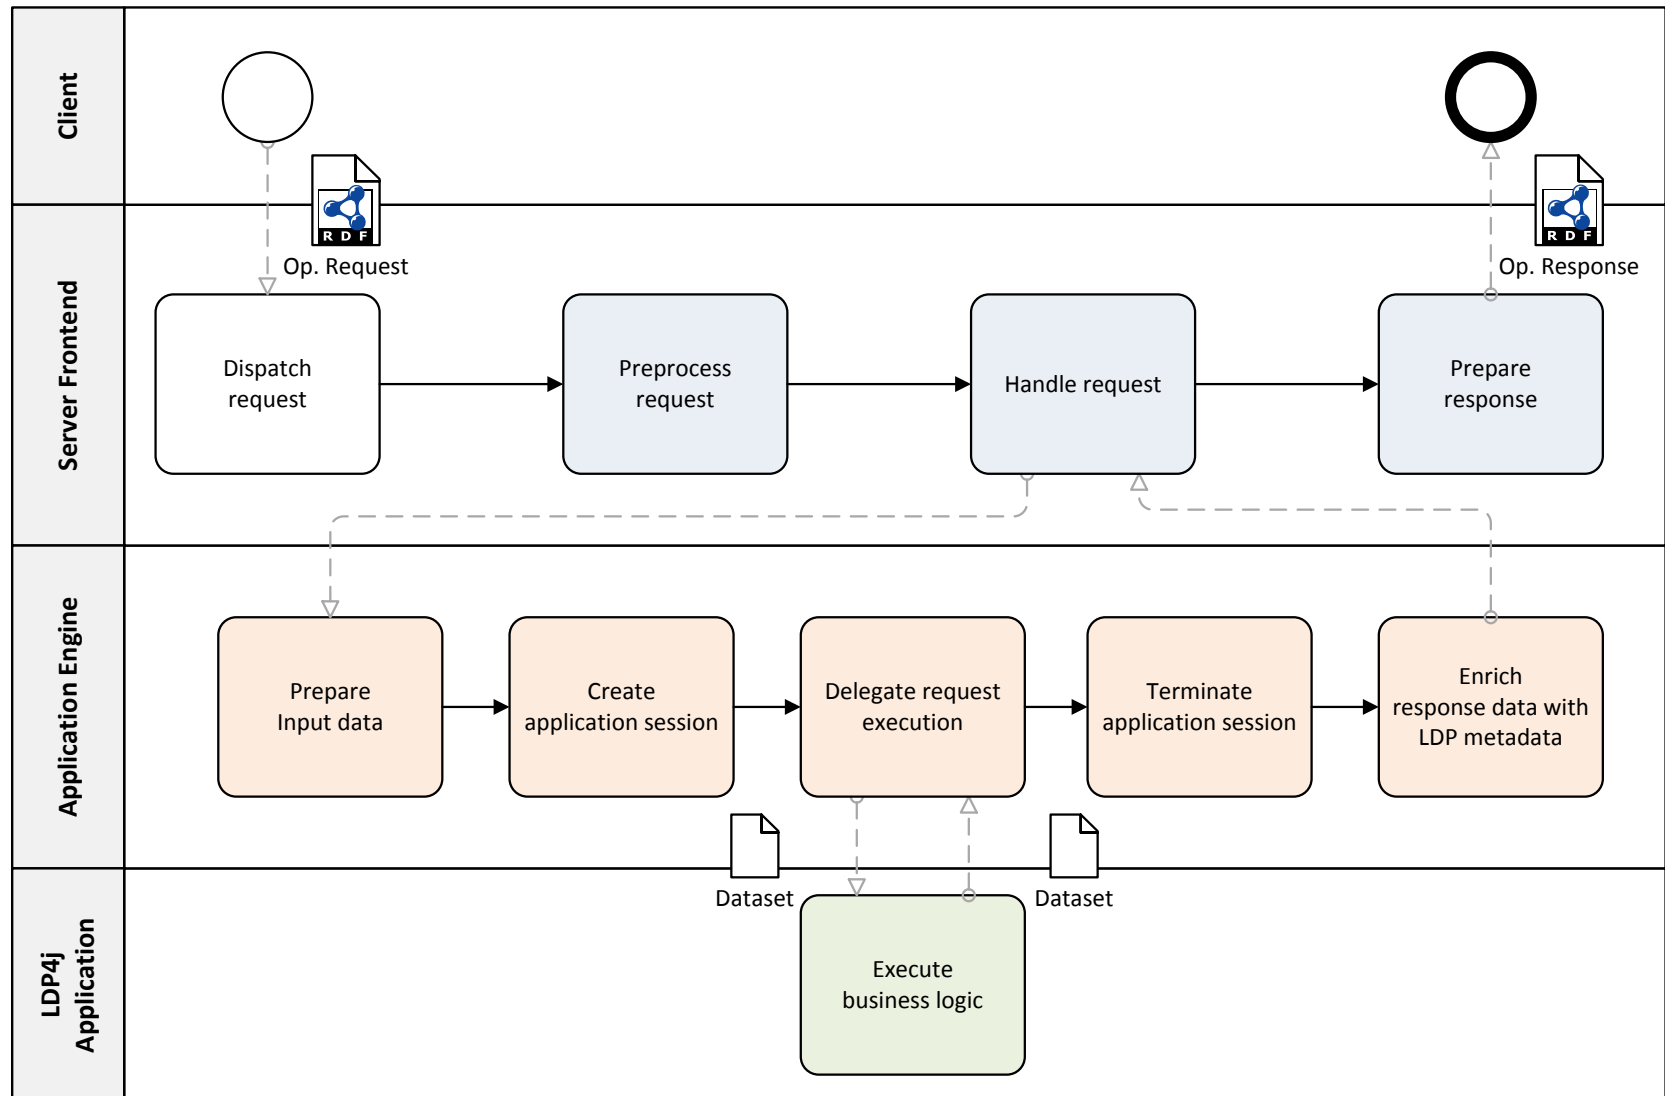 Client
R D F
Op. Request
R D F
Op. Response
Server Frontend
Dispatch
request
Preprocess
request
Handle request
Prepare
response
Application Engine
Prepare
Input data
Create
application session
Delegate request
execution
Terminate
application session
Enrich
response data with
LDP metadata
Dataset
Dataset
LDP4j
Application
Execute
business logic